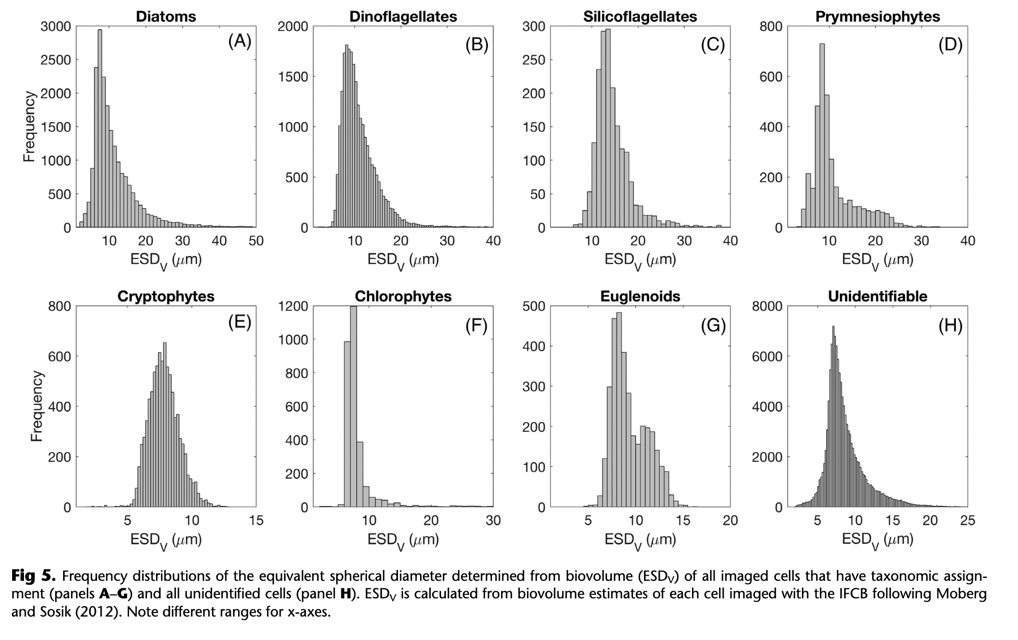 Diatoms
Dinoflagellates
Silicoflagellates
Prymnesiophytes
3000
2500
2000
1500
1000
500
0
Frequency
(A)
10 20 30 40 50
ESDV (μm)
2000
1500
1000
500
0
(B)
10 20 30 40
ESDV (μm)
300
250
200
150
100
50
0
(C)
10 20 30 40
ESDV (μm)
800
600
400
200
0
(D)
10 20 30 40
ESDV (μm)
Cryptophytes
Chlorophytes
Euglenoids
Unidentifiable
800
600
400
200
0
Frequency
(E)
5 10 15
ESDV (μm)
1200
1000
800
600
400
200
0
(F)
10 20 30
ESDV (μm)
500
400
300
200
100
0
(G)
5 10 15 20
ESDV (μm)
8000
6000
4000
2000
0
(H)
5 10 15 20 25
ESDV (μm)
Fig 5. Frequency distributions of the equivalent spherical diameter determined from biovolume (ESDV) of all imaged cells that have taxonomic assign-
ment (panels A–G) and all unidentified cells (panel H). ESDV is calculated from biovolume estimates of each cell imaged with the IFCB following Moberg
and Sosik (2012). Note different ranges for x-axes.